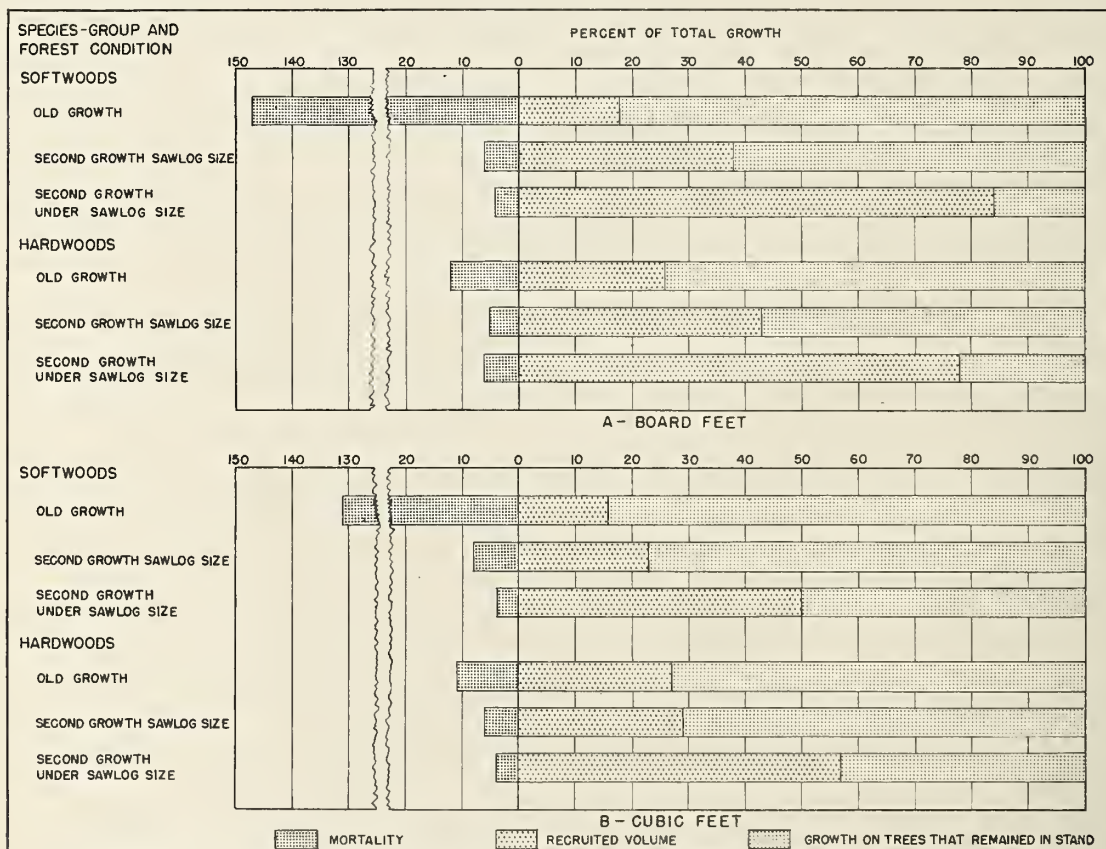 SPECIES-GROUP AND
FOREST CONDITION
PERCENT OF TOTAL GROWTH
150 140 130 20 10 0 10 20 30 40 50 60 70 80 90 100
SOFTWOODS
OLD GROWTH
SECOND GROWTH SAWLOG SIZE
SECOND GROWTH
UNDER SAWLOG SIZE
HARDWOODS
OLD GROWTH
SECOND GROWTH SAWLOG SIZE
SECOND GROWTH
UNDER SAWLOG SIZE
A - BOARD FEET
150 140 130 20 10 0 10 20 30 40 50 60 70 80 90 100
SOFTWOODS
OLD GROWTH
SECOND GROWTH SAWLOG SIZE
SECOND GROWTH
UNDER SAWLOG SIZE
HARDWOODS
OLD GROWTH
SECOND GROWTH SAWLOG SIZE
SECOND GROWTH
UNDER SAWLOG SIZE
B - CUBIC FEET
MORTALITY RECRUITED VOLUME GROWTH ON TREES THAT REMAINED IN STAND